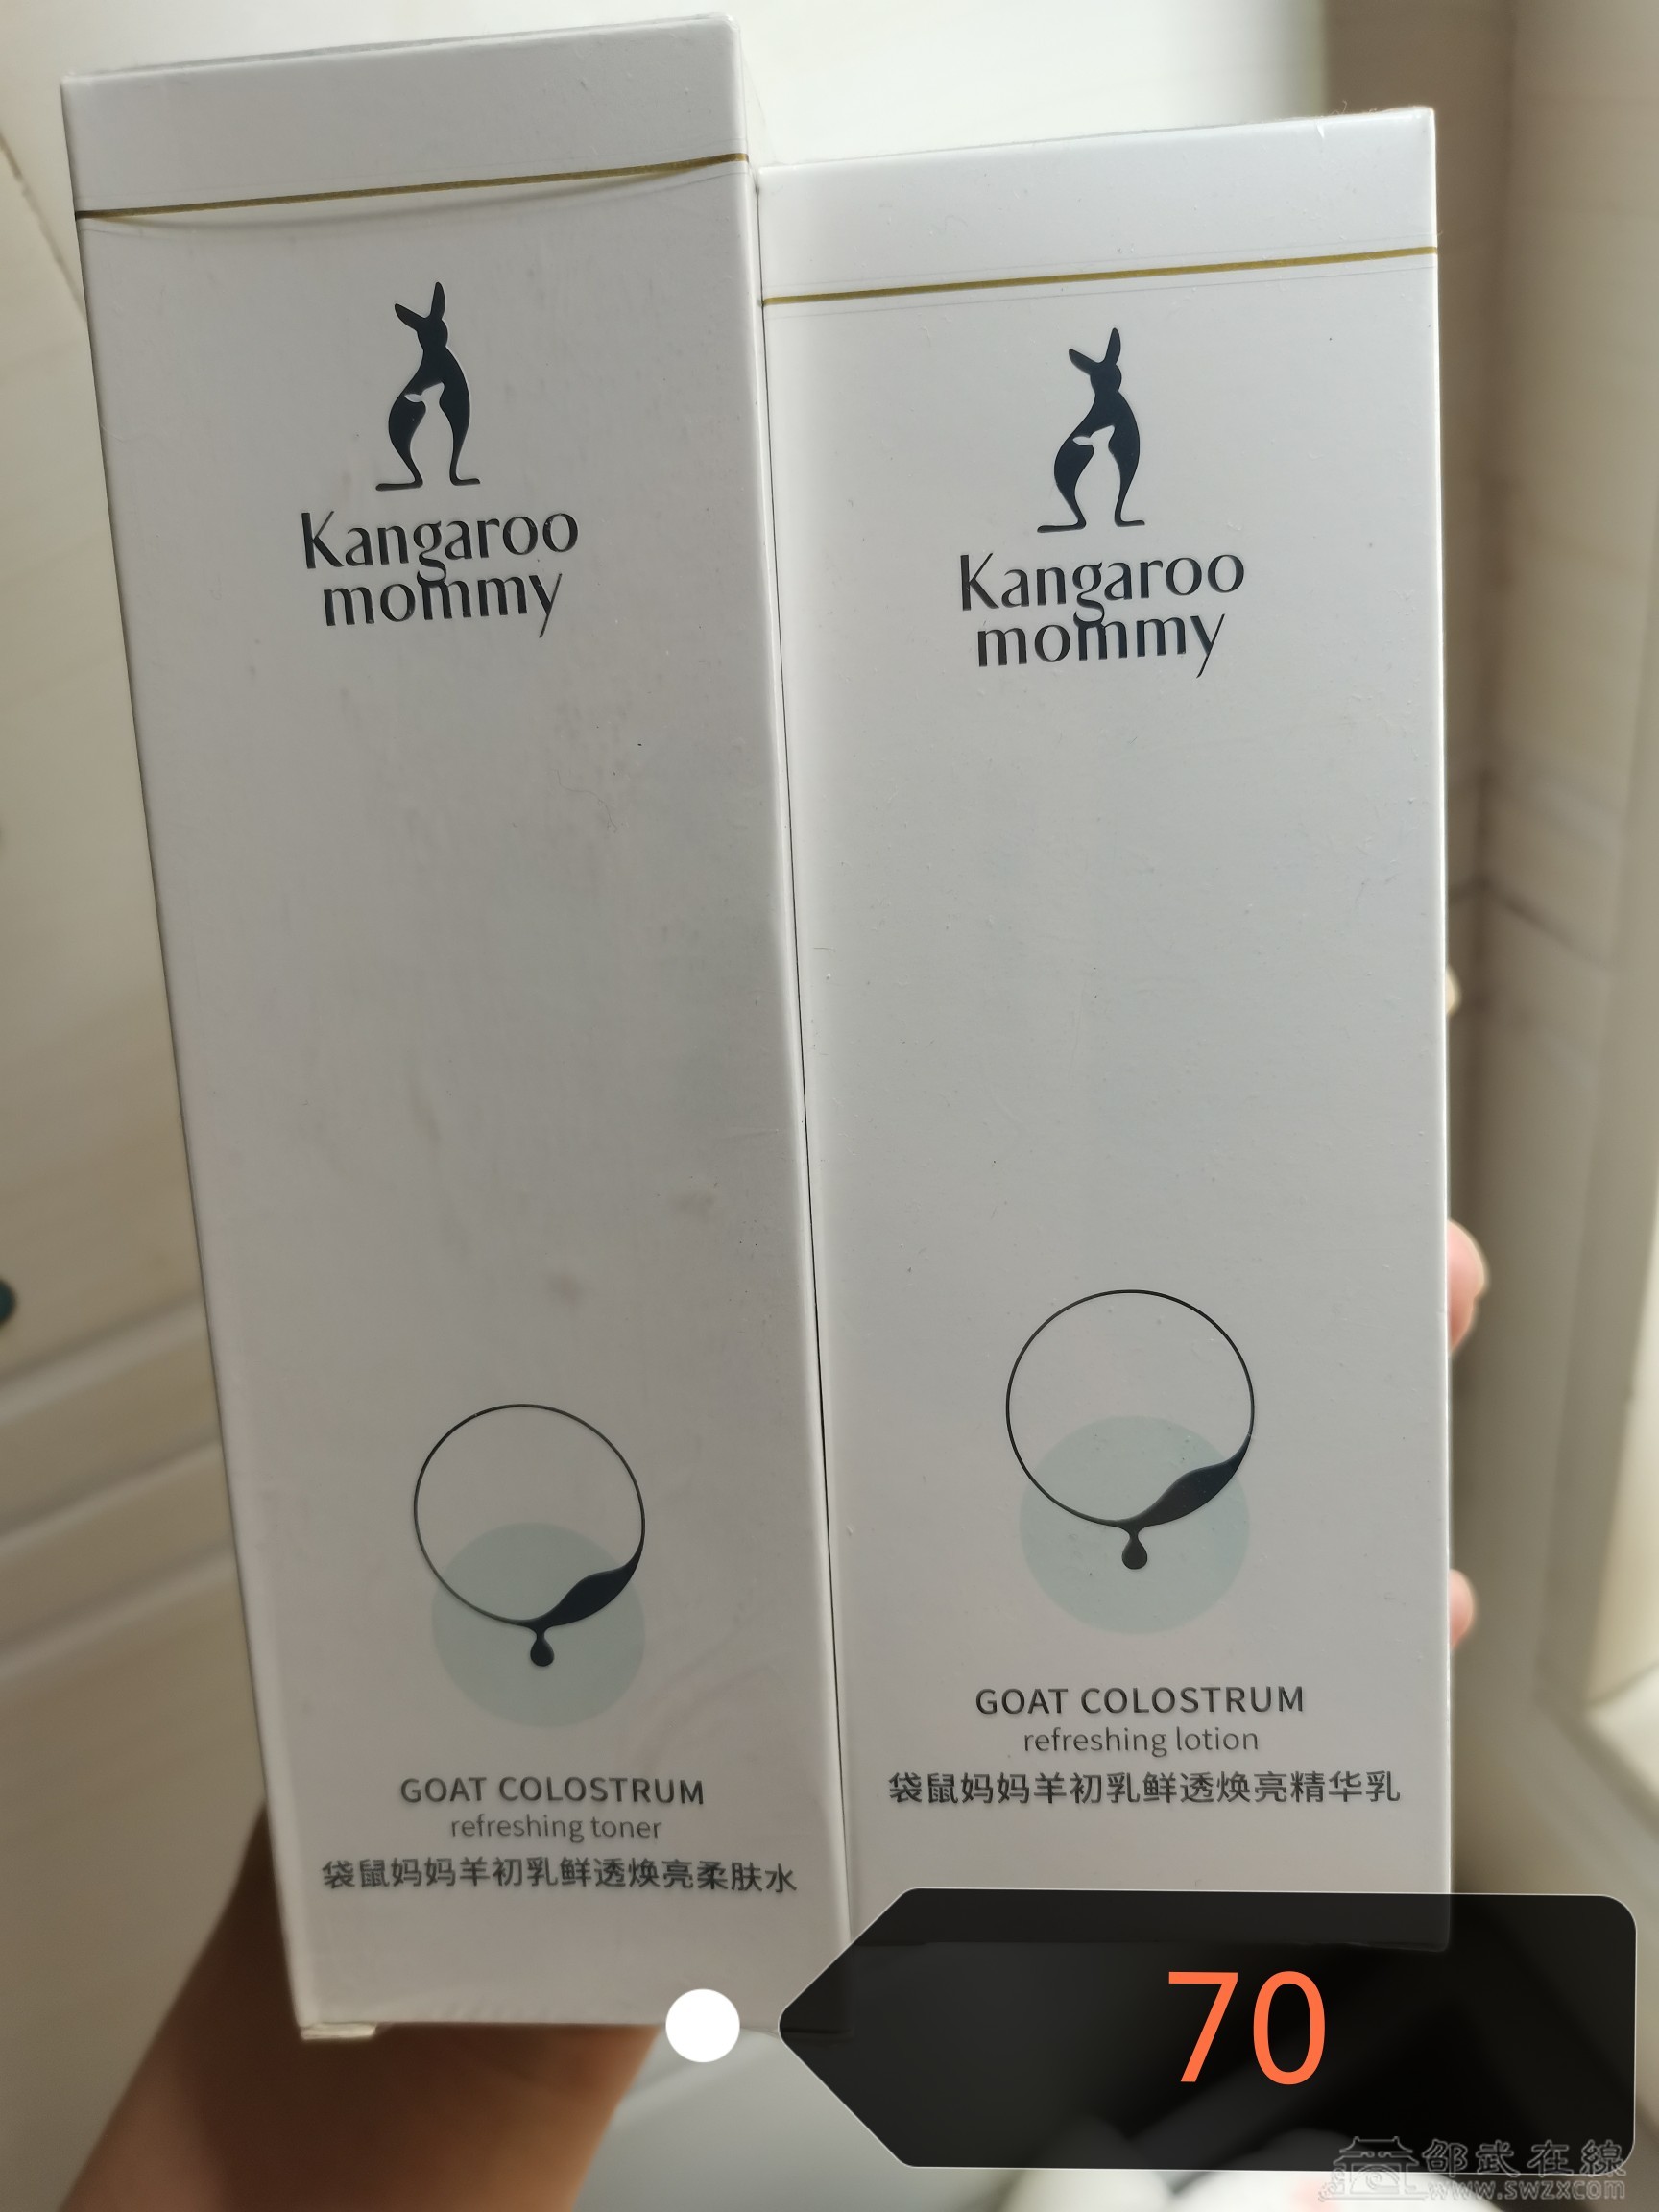 Kangaroo
mommy
GOAT COLOSTRUM
refreshing toner
袋鼠妈妈羊初乳鲜透焕亮柔肤水
Kangaroo
mommy
GOAT COLOSTRUM
refreshing lotion
袋鼠妈妈羊初乳鲜透焕亮精华乳
70
邵武在線
www.swzx.com